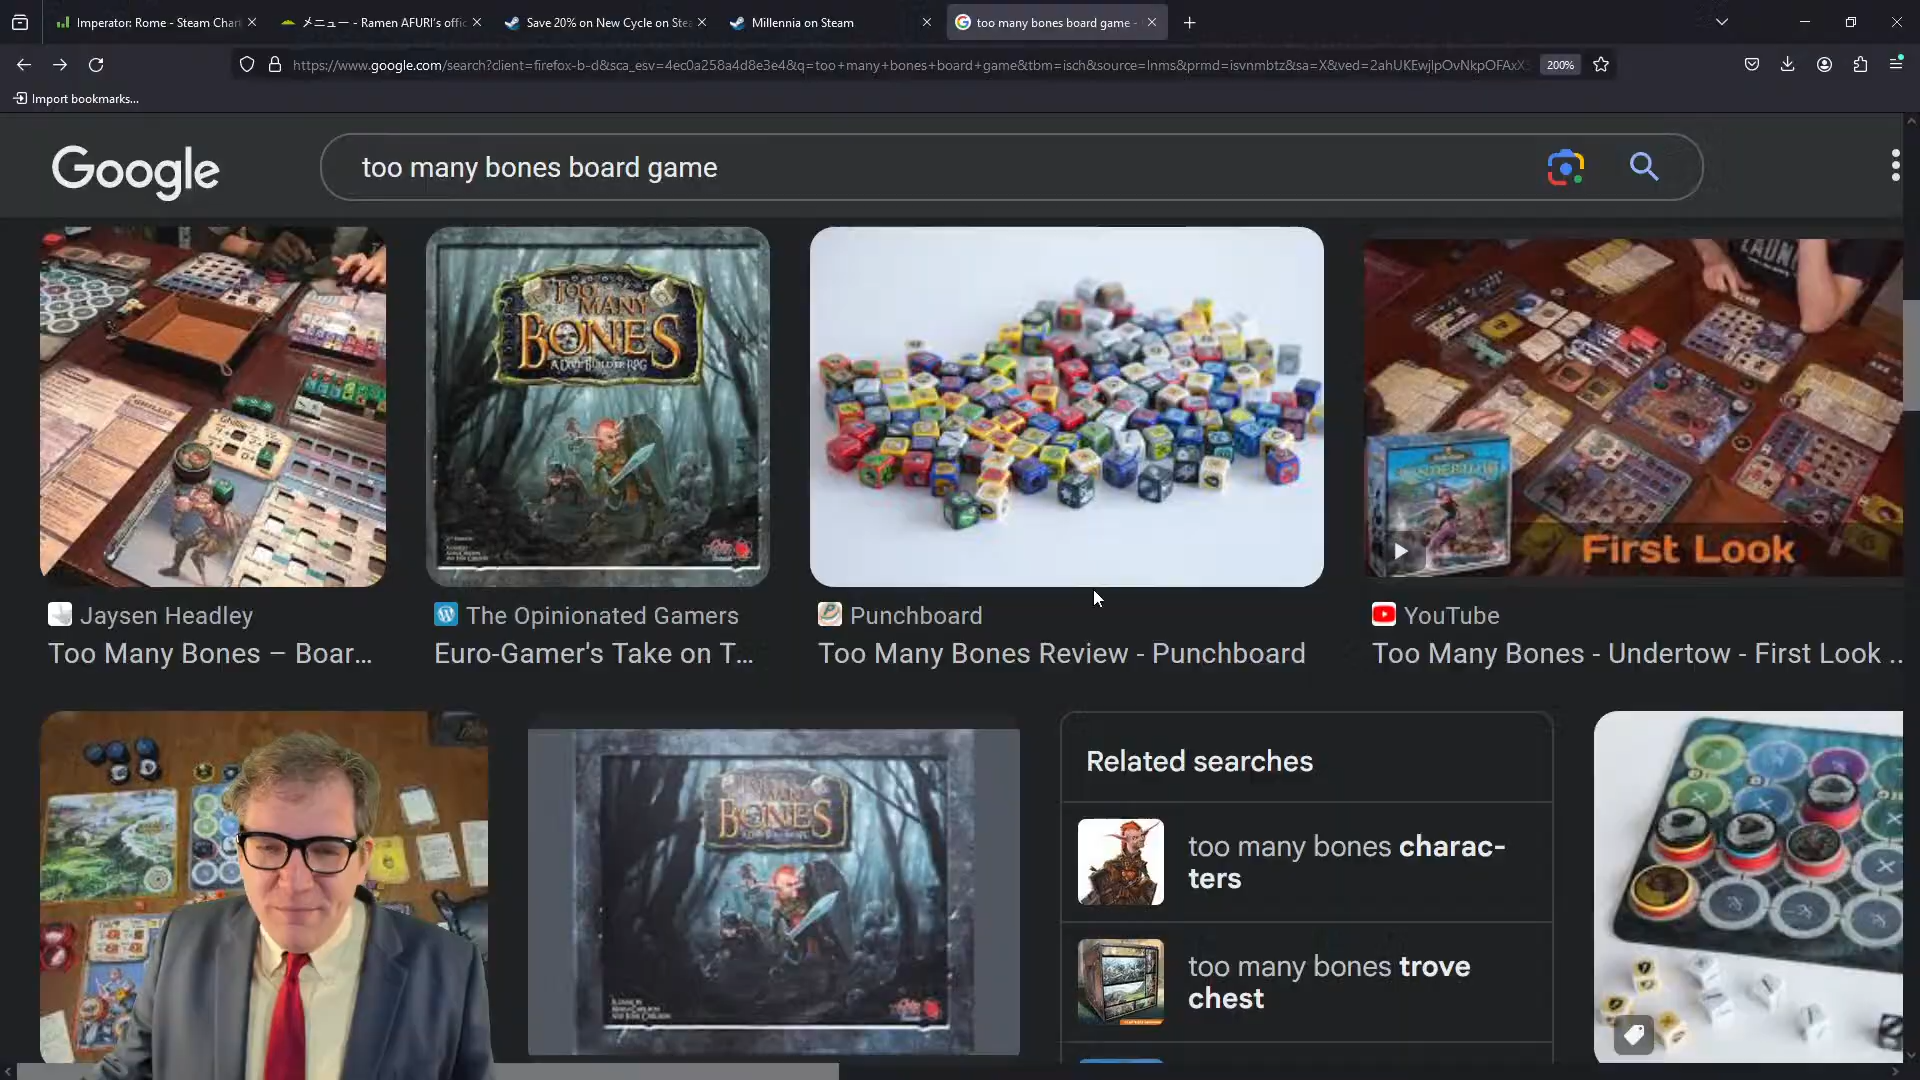 Imperator: Rome - Steam Chart
メニュー - Ramen AFURI's offic
Save 20% on New Cycle on Stea
Millennia on Steam
too many bones board game -
https://www.google.com/search?client=firefox-b-d&sca_esv=4ec0a258a4d8e3e4&q=too+many+bones+board+game&tbm=isch&source=lnms&prmd=isvnmbtz&sa=X&ved=2ahUKEwjlpOvNkpOFAxX
200%
Import bookmarks...
Google
too many bones board game
TOO
MANY
BONES
A DICE BUILDER RPG
First Look
Jaysen Headley
Too Many Bones – Boar...
The Opinionated Gamers
Euro-Gamer's Take on T...
Punchboard
Too Many Bones Review - Punchboard
YouTube
Too Many Bones - Undertow - First Look ..
MANY
BONES
Related searches
too many bones charac-
ters
too many bones trove
chest